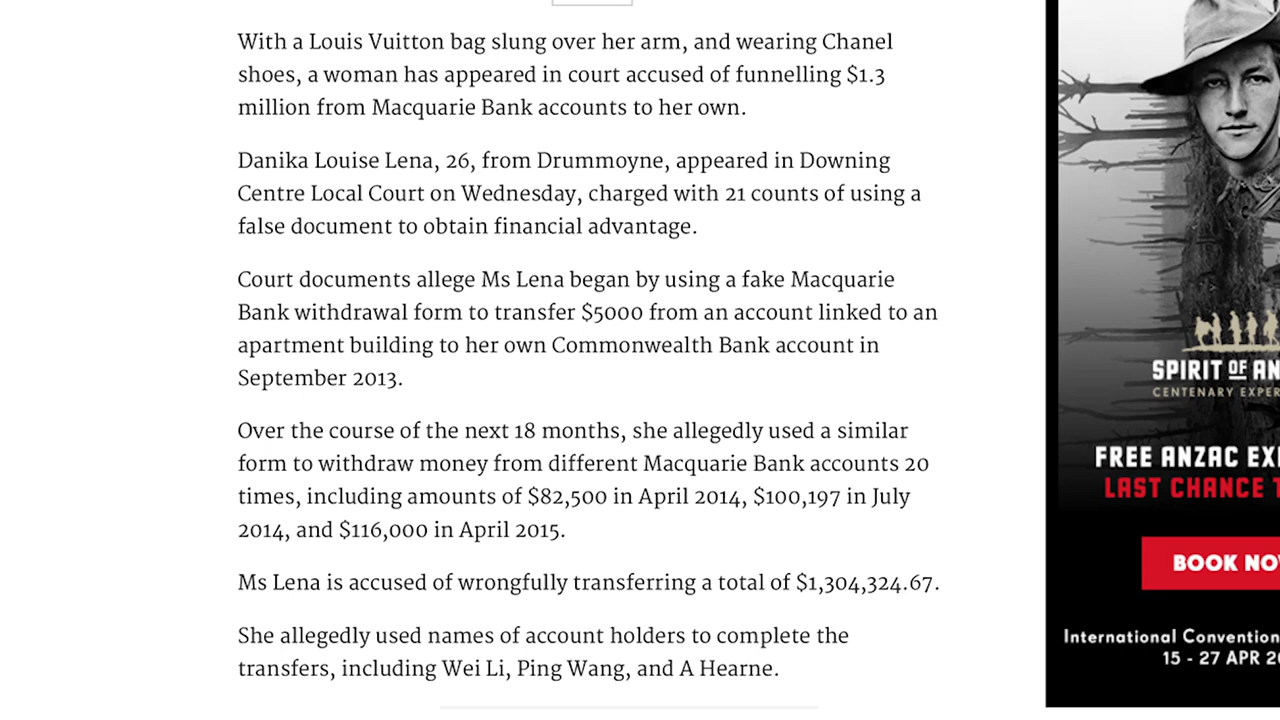 With a Louis Vuitton bag slung over her arm, and wearing Chanel
shoes, a woman has appeared in court accused of funnelling $1.3
million from Macquarie Bank accounts to her own.
Danika Louise Lena, 26, from Drummoyne, appeared in Downing
Centre Local Court on Wednesday, charged with 21 counts of using a
false document to obtain financial advantage.
Court documents allege Ms Lena began by using a fake Macquarie
Bank withdrawal form to transfer $5000 from an account linked to an
apartment building to her own Commonwealth Bank account in
September 2013.
Over the course of the next 18 months, she allegedly used a similar
form to withdraw money from different Macquarie Bank accounts 20
times, including amounts of $82,500 in April 2014, $100,197 in July
2014, and $116,000 in April 2015.
Ms Lena is accused of wrongfully transferring a total of $1,304,324.67.
She allegedly used names of account holders to complete the
transfers, including Wei Li, Ping Wang, and A Hearne.
SPIRIT OF AN
CENTENARY EXPER
FREE ANZAC EX
LAST CHANCE T
BOOK NO
International Convention
15 - 27 APR 20